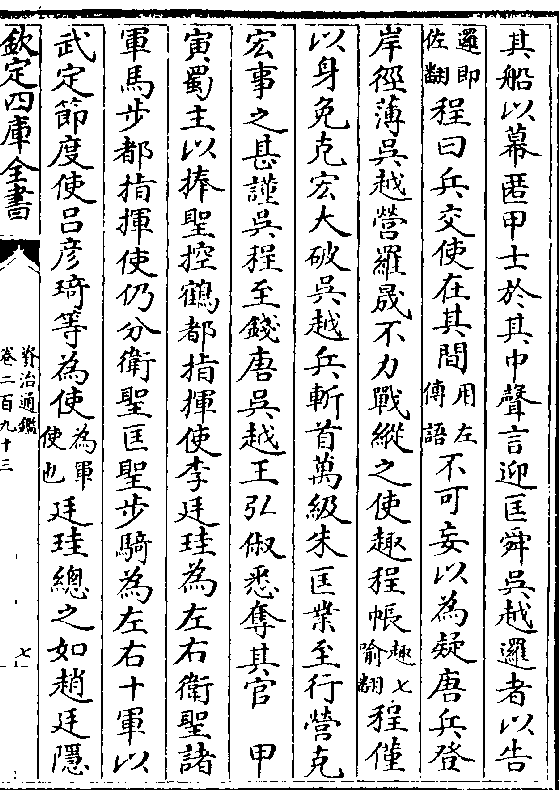 其船以幕匿甲士於其中聲言迎匡舜吳越邏者以告
邏即佐翻程曰兵交使在其間用左傳語不可妄以為疑唐兵登
岸徑薄吳越營羅晟不力戰縱之使趣程帳趣七喻翻程僅
以身免克宏大破吳越兵斬首萬級朱匡業至行營克
宏事之甚謹吳程至錢唐吳越王弘俶悉奪其官 甲
寅蜀主以捧聖控鶴都指揮使李廷珪為左右衛聖諸
軍馬步都指揮使仍分衛聖匡聖步騎為左右十軍以
武定節度使呂彦琦等為使為軍使也廷珪總之如趙廷隱
欽定四庫全書
資治通鑑
卷二百九十三
七